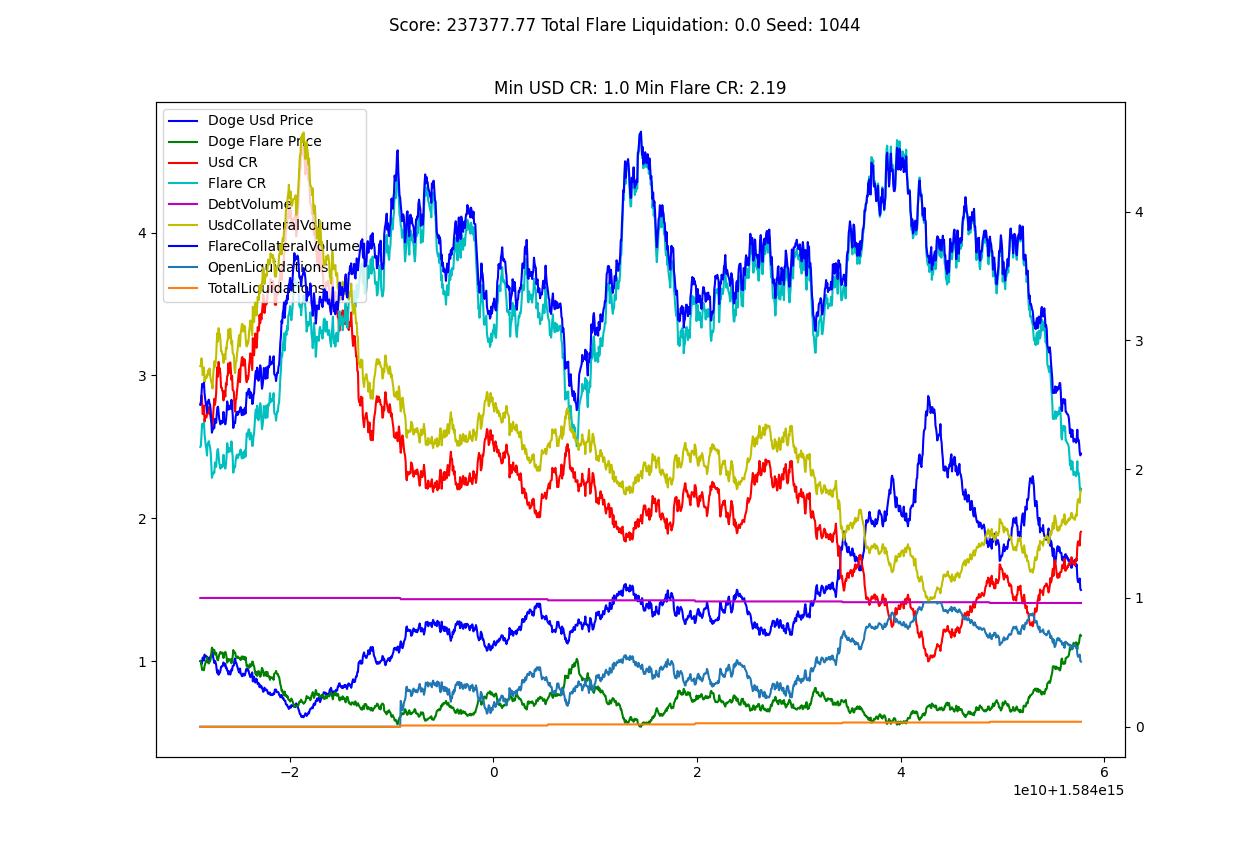 Score: 237377.77 Total Flare Liquidation: 0.0 Seed: 1044
Min USD CR: 1.0 Min Flare CR: 2.19
Doge Usd Price
Doge Flare Price
Usd CR
Flare CR
DebtVolume
UsdCollateralVolume
FlareCollateralVolume
OpenLiquidations
TotalLiquidations
4
3
2
1
4
3
2
1
0
−2 0 2 4 6
1e10+1.584e15